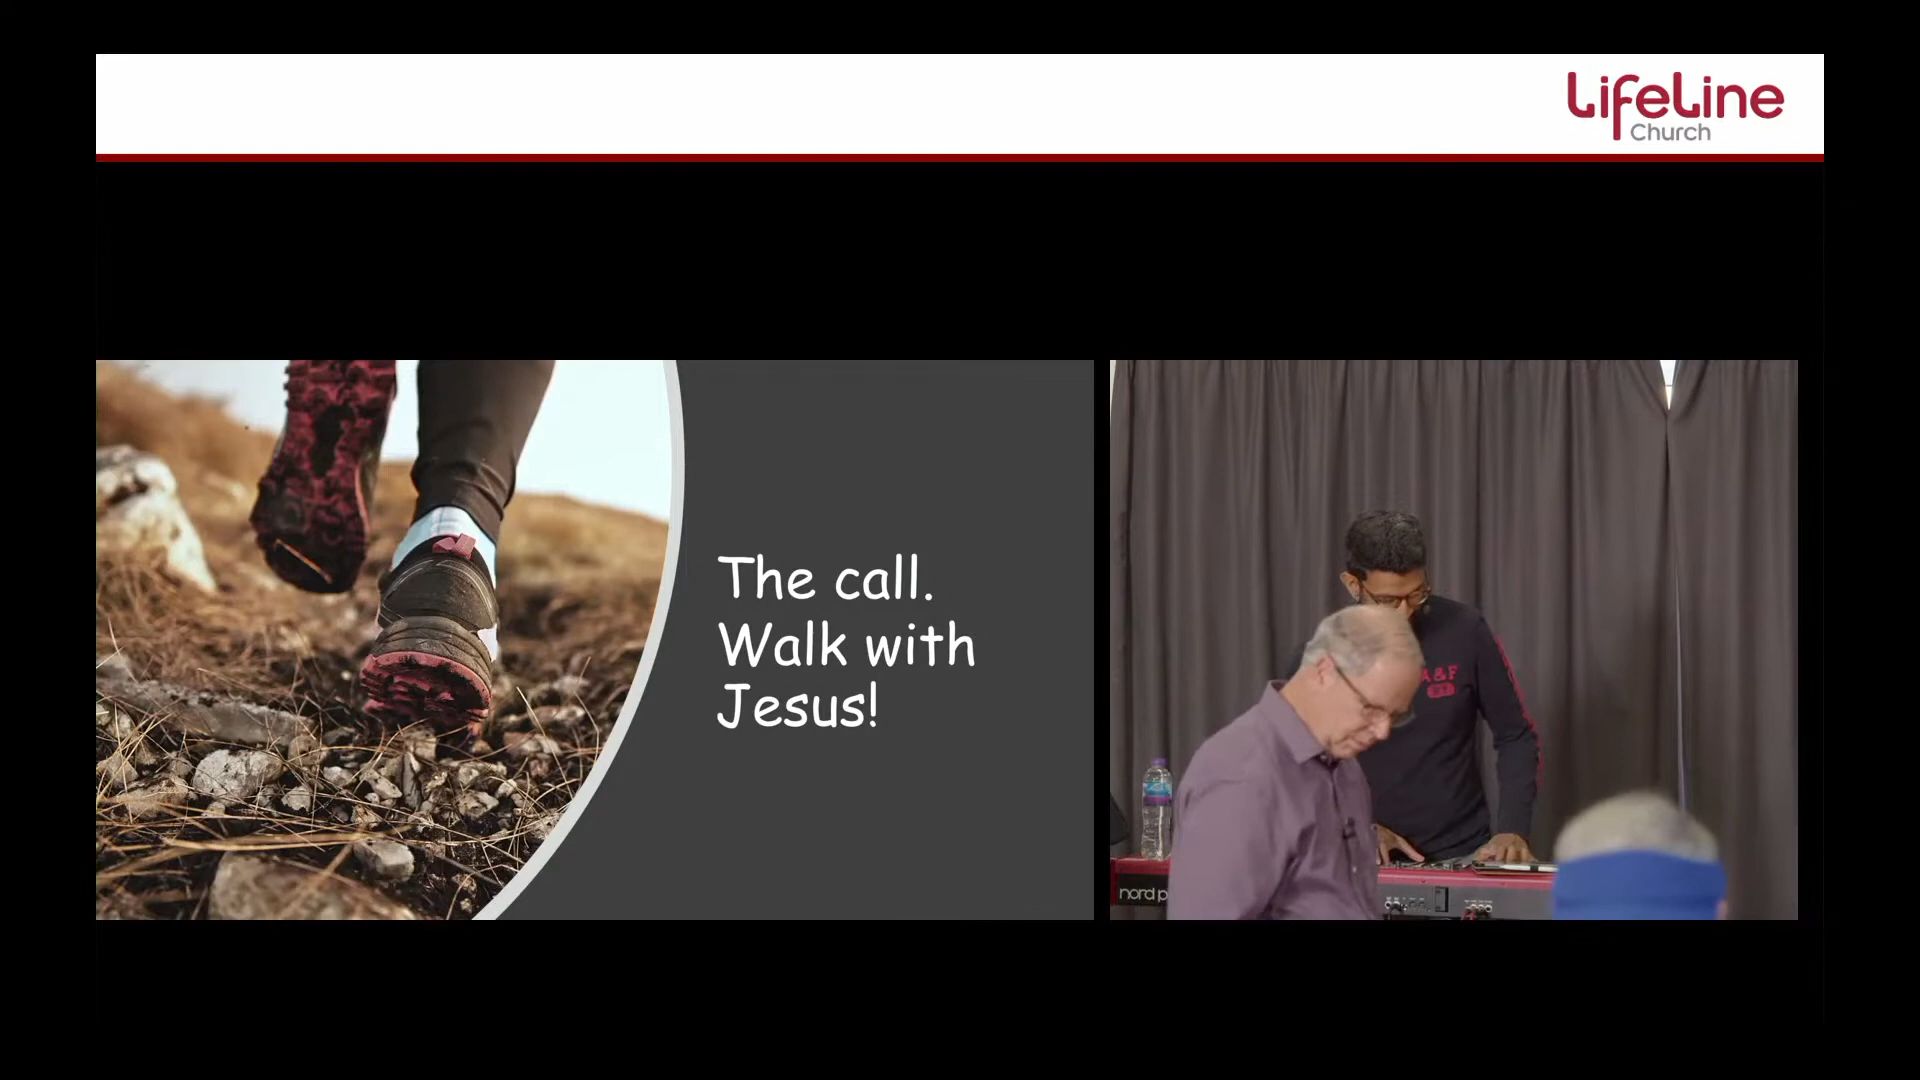 LifeLine
Church
The call.
Walk with
Jesus!
A & F
nord p